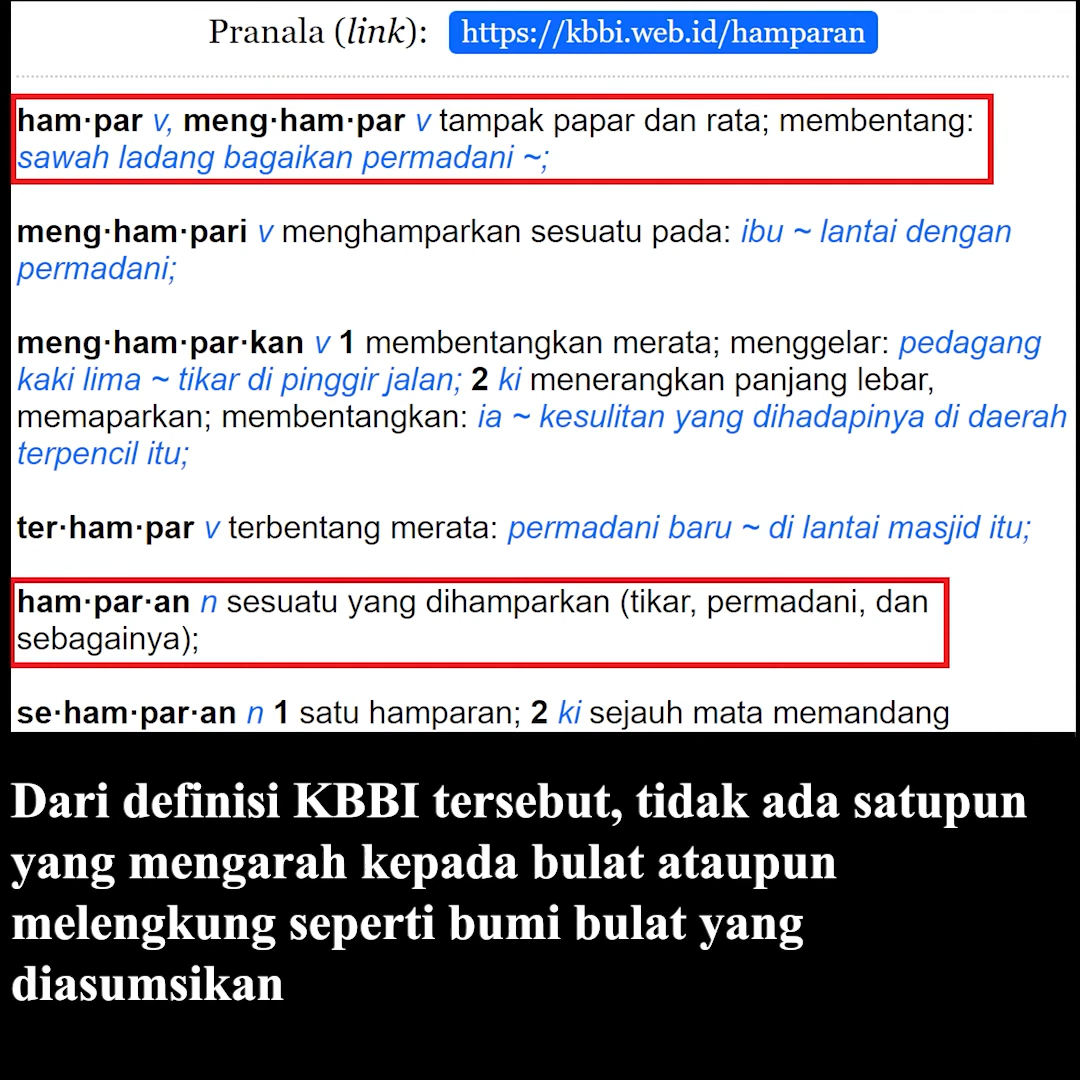 Pranala (link): https://kbbi.web.id/hamparan
ham·par v, meng·ham·par v tampak papar dan rata; membentang:
sawah ladang bagaikan permadani ~;
meng·ham·pari v menghamparkan sesuatu pada: ibu ~ lantai dengan
permadani;
meng·ham·par·kan v 1 membentangkan merata; menggelar: pedagang
kaki lima ~ tikar di pinggir jalan; 2 ki menerangkan panjang lebar,
memaparkan; membentangkan: ia ~ kesulitan yang dihadapinya di daerah
terpencil itu;
ter·ham·par v terbentang merata: permadani baru ~ di lantai masjid itu;
ham·par·an n sesuatu yang dihamparkan (tikar, permadani, dan
sebagainya);
se·ham·par·an n 1 satu hamparan; 2 ki sejauh mata memandang
Dari definisi KBBI tersebut, tidak ada satupun
yang mengarah kepada bulat ataupun
melengkung seperti bumi bulat yang
diasumsikan